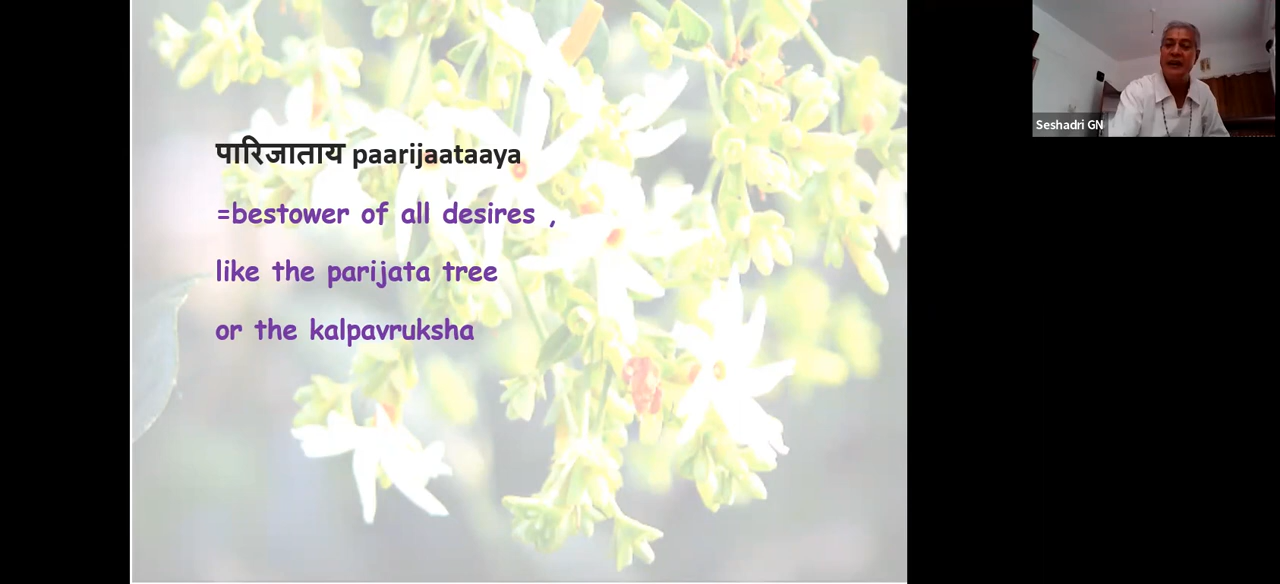 पारिजाताय paarijaataaya
=bestower of all desires ,
like the parijata tree
or the kalpavruksha
Seshadri GN